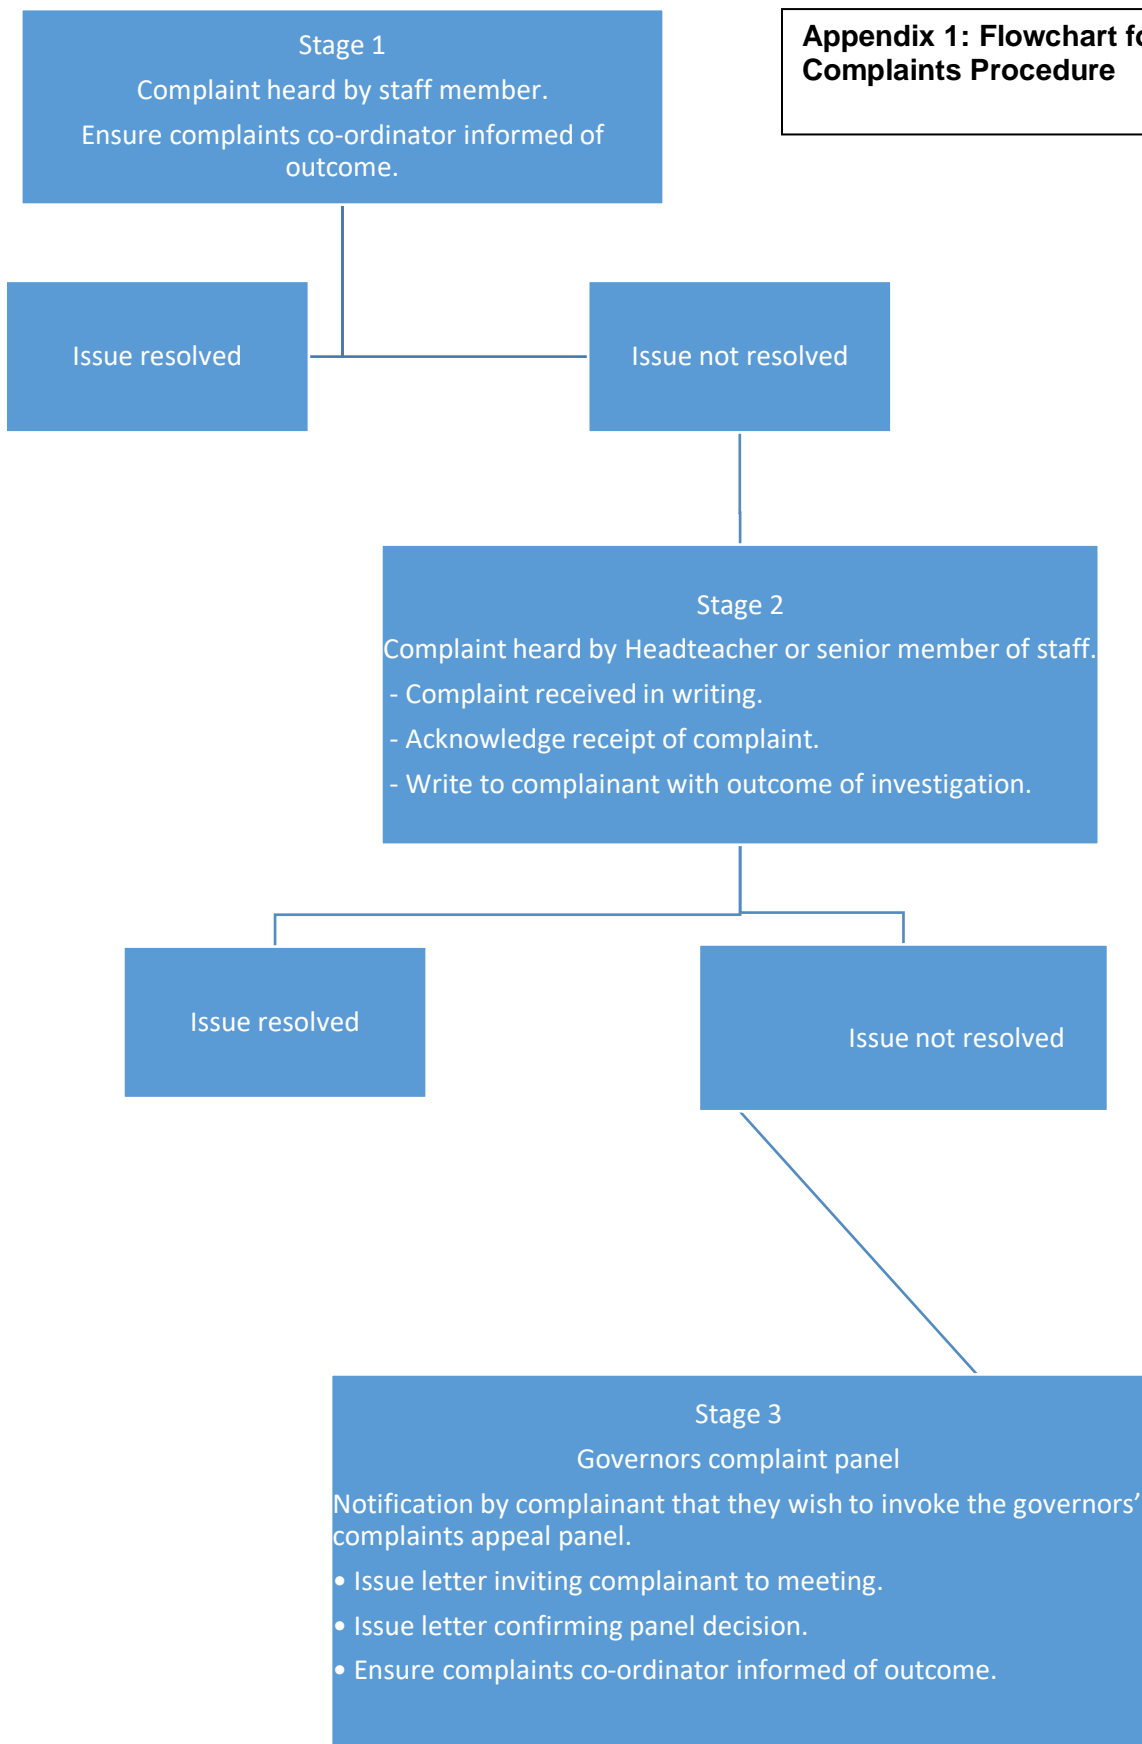 Appendix 1: Flowchart fo
Complaints Procedure
Stage 1
Complaint heard by staff member.
Ensure complaints co-ordinator informed of
outcome.
Issue resolved
Issue not resolved
Stage 2
Complaint heard by Headteacher or senior member of staff.
- Complaint received in writing.
- Acknowledge receipt of complaint.
- Write to complainant with outcome of investigation.
Issue resolved
Issue not resolved
Stage 3
Governors complaint panel
Notification by complainant that they wish to invoke the governors’
complaints appeal panel.
• Issue letter inviting complainant to meeting.
• Issue letter confirming panel decision.
• Ensure complaints co-ordinator informed of outcome.